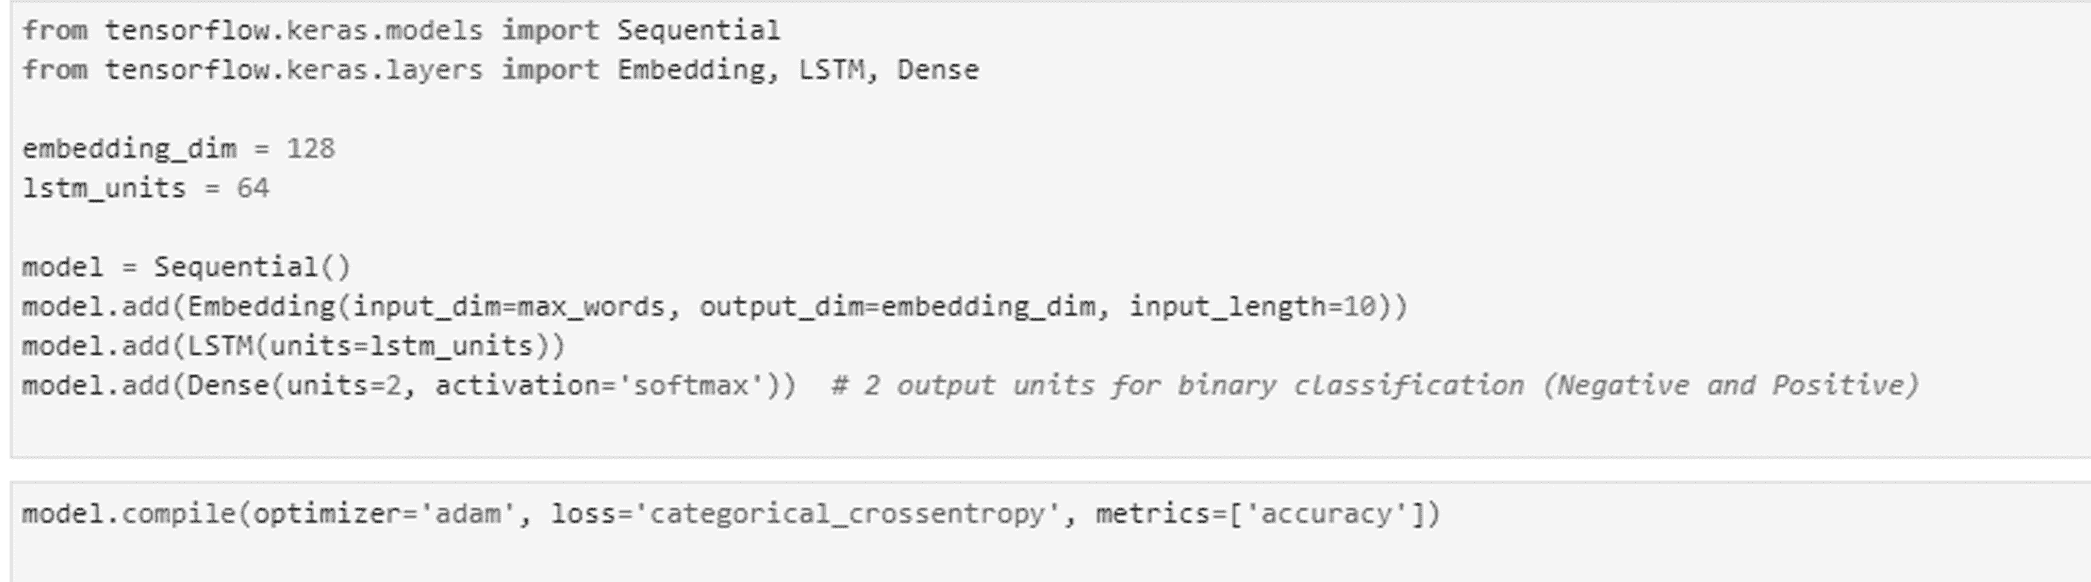 from tensorflow.keras.models import Sequential
from tensorflow.keras.layers import Embedding, LSTM, Dense
embedding_dim = 128
lstm_units = 64
model = Sequential()
model.add(Embedding(input_dim=max_words, output_dim=embedding_dim, input_length=10))
model.add(LSTM(units=lstm_units))
model.add(Dense(units=2, activation='softmax'))  # 2 output units for binary classification (Negative and Positive)
model.compile(optimizer='adam', loss='categorical_crossentropy', metrics=['accuracy'])